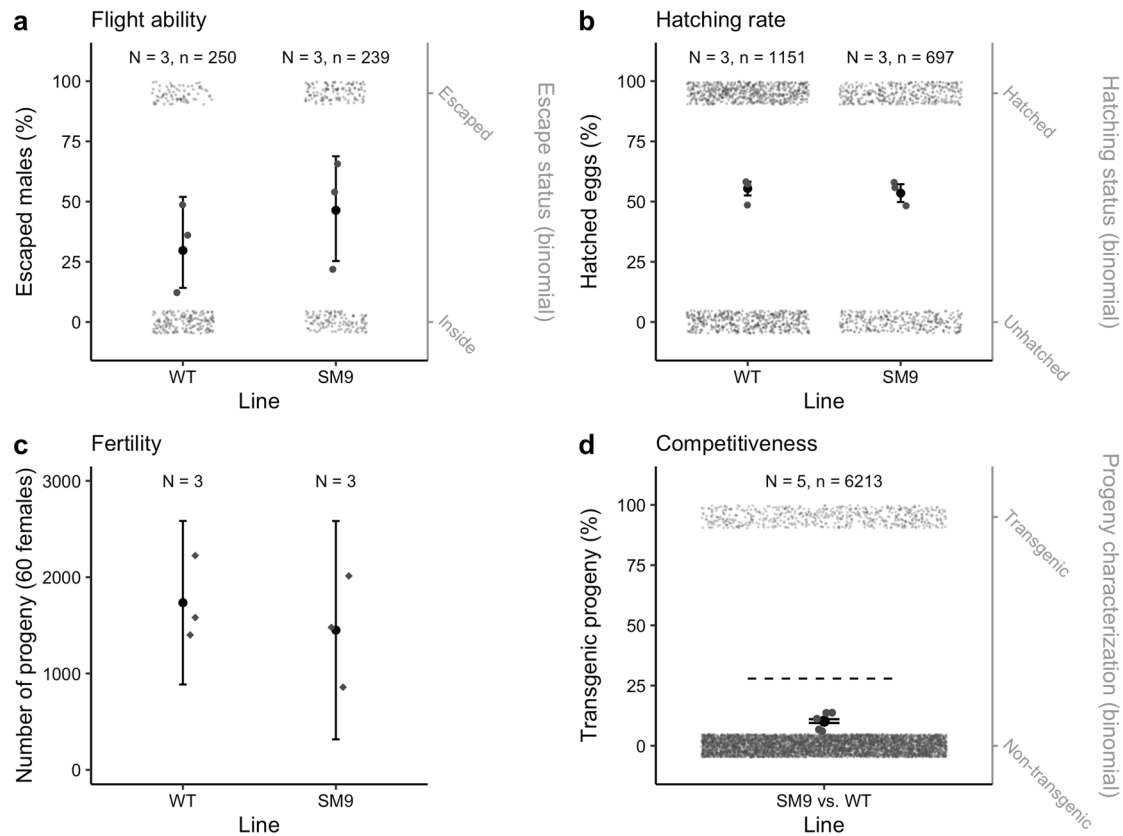 a
Flight ability
N = 3, n = 250
N = 3, n = 239
100
75
50
25
0
Escaped males (%)
WT
SM9
Line
Escaped
Inside
Escape status (binomial)
b
Hatching rate
N = 3, n = 1151
N = 3, n = 697
100
75
50
25
0
Hatched eggs (%)
WT
SM9
Line
Hatched
Unhatched
Hatching status (binomial)
c
Fertility
N = 3
N = 3
3000
2000
1000
0
Number of progeny (60 females)
WT
SM9
Line
d
Competitiveness
N = 5, n = 6213
100
75
50
25
0
Transgenic progeny (%)
SM9 vs. WT
Line
Transgenic
Non-transgenic
Progeny characterization (binomial)